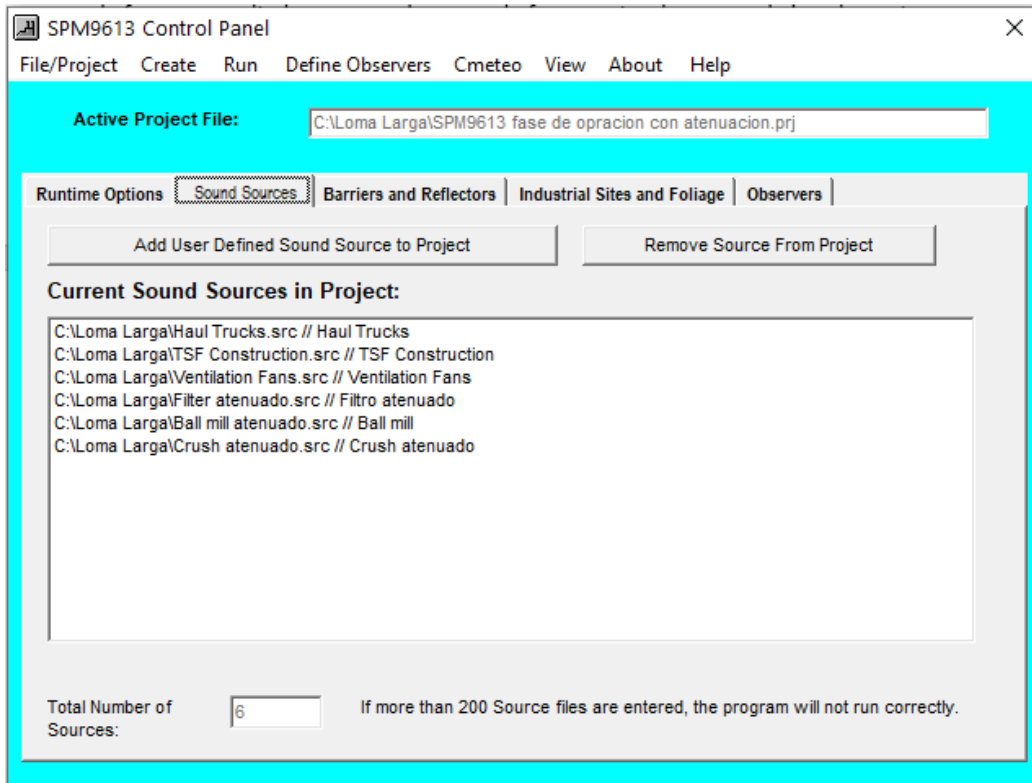 SPM9613 Control Panel
File/Project Create Run Define Observers Cmeteo View About Help
Active Project File: C:\Loma Larga\SPM9613 fase de opracion con atenuacion.prj
Runtime Options Sound Sources Barriers and Reflectors Industrial Sites and Foliage Observers
Add User Defined Sound Source to Project Remove Source From Project
Current Sound Sources in Project:
C:\Loma Larga\Haul Trucks.src // Haul Trucks
C:\Loma Larga\TSF Construction.src // TSF Construction
C:\Loma Larga\Ventilation Fans.src // Ventilation Fans
C:\Loma Larga\Filter atenuado.src // Filtro atenuado
C:\Loma Larga\Ball mill atenuado.src // Ball mill
C:\Loma Larga\Crush atenuado.src // Crush atenuado
Total Number of
Sources:
6
If more than 200 Source files are entered, the program will not run correctly.